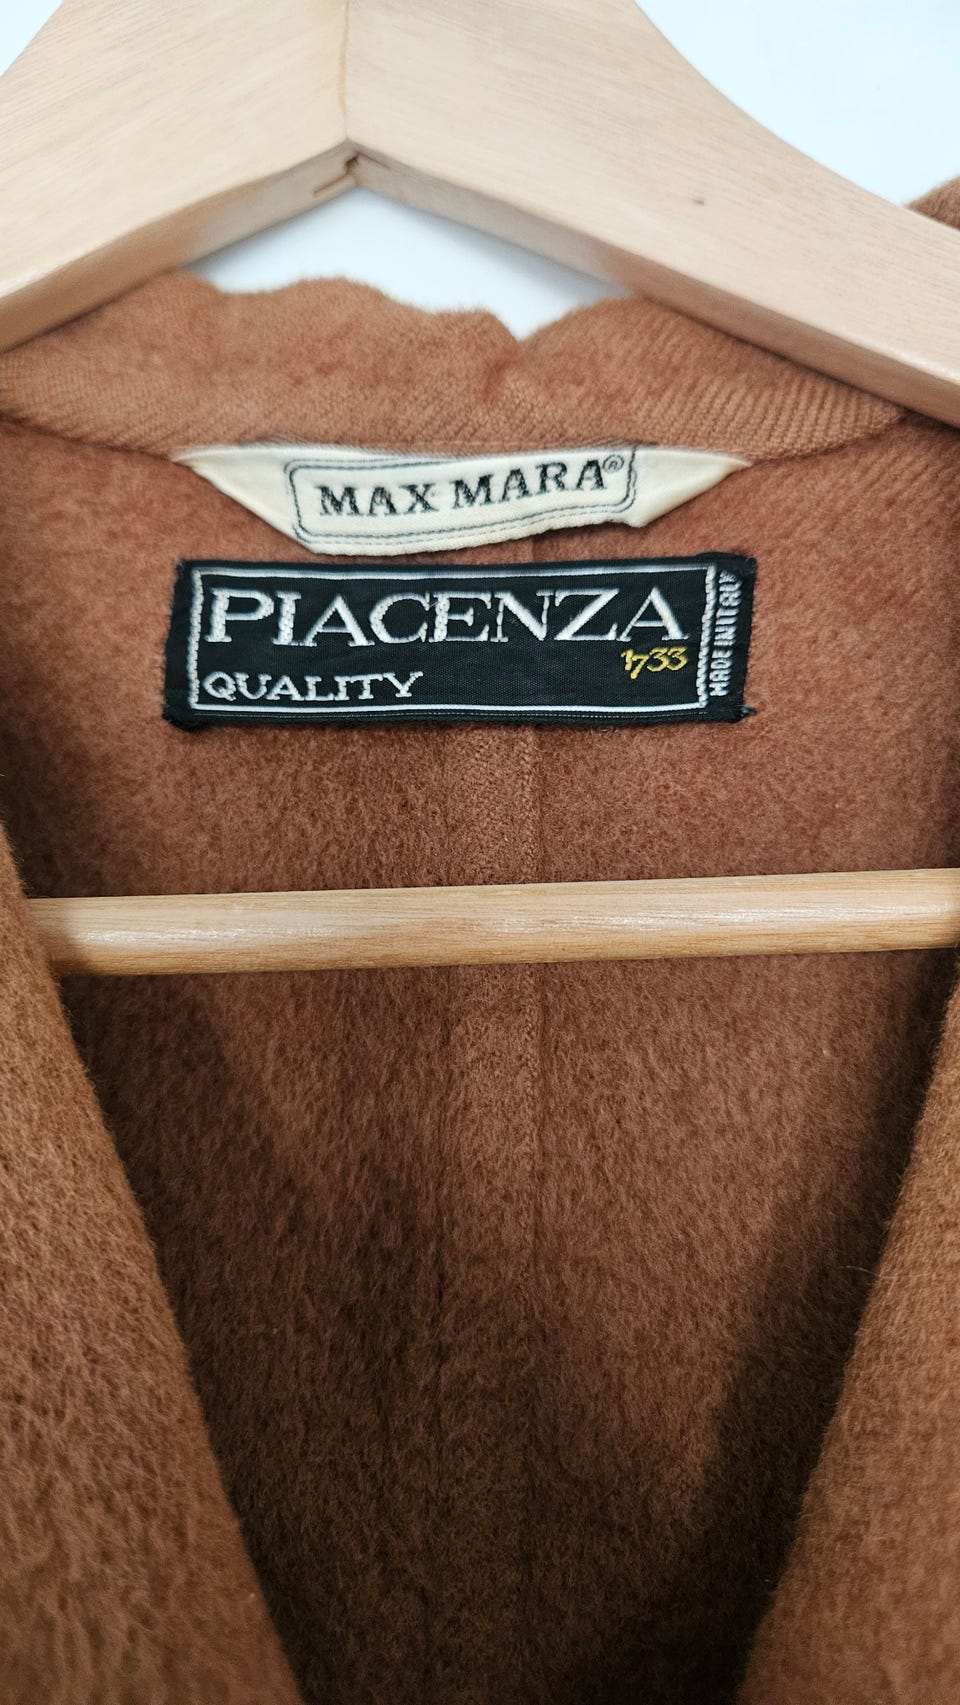 MAX MARA®
PIACENZA
1733
QUALITY
MADE IN ITALY